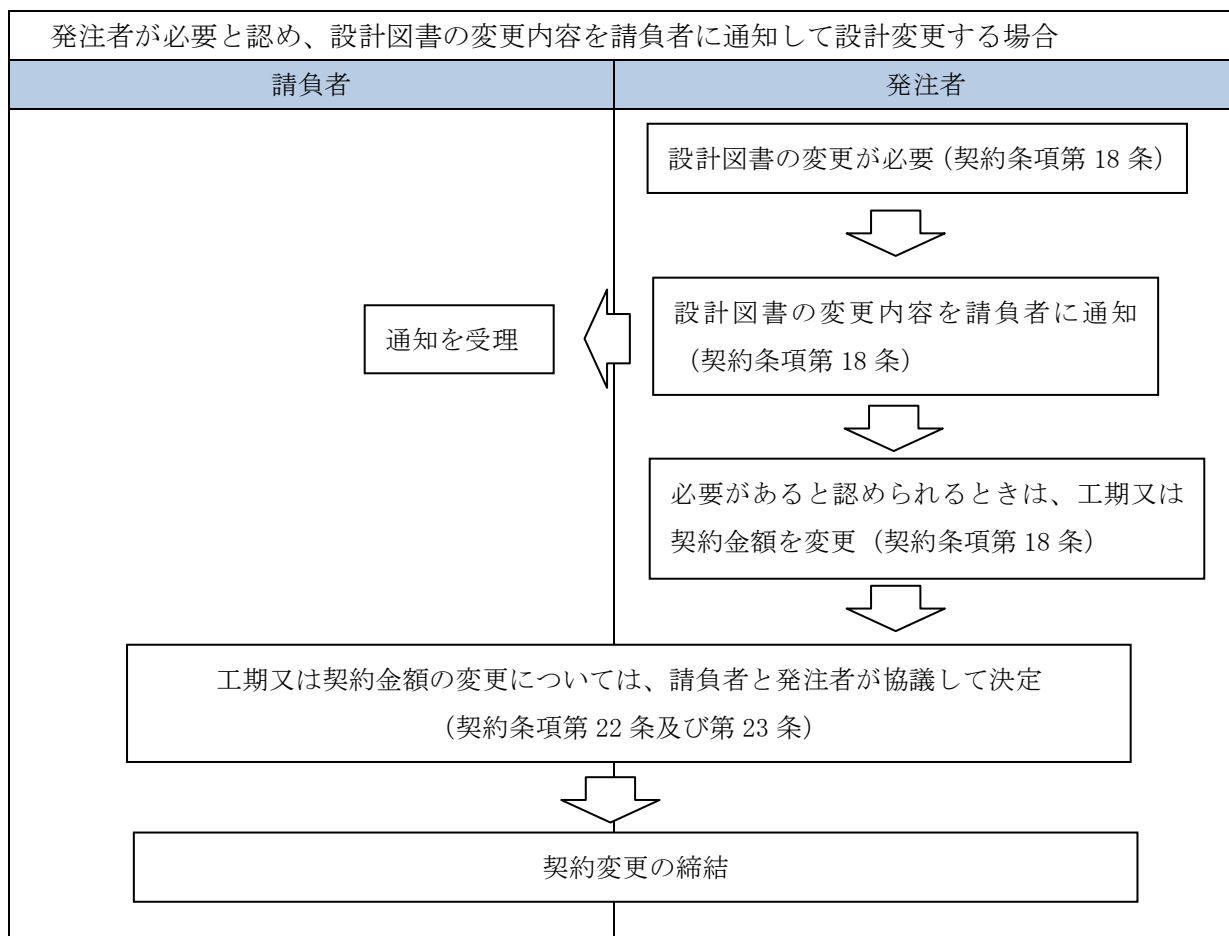 発注者が必要と認め、設計図書の変更内容を請負者に通知して設計変更する場合
請負者
発注者
設計図書の変更が必要（契約条項第 18 条）
設計図書の変更内容を請負者に通知
（契約条項第 18 条）
通知を受理
必要があると認められるときは、工期又は
契約金額を変更（契約条項第 18 条）
工期又は契約金額の変更については、請負者と発注者が協議して決定
（契約条項第 22 条及び第 23 条）
契約変更の締結